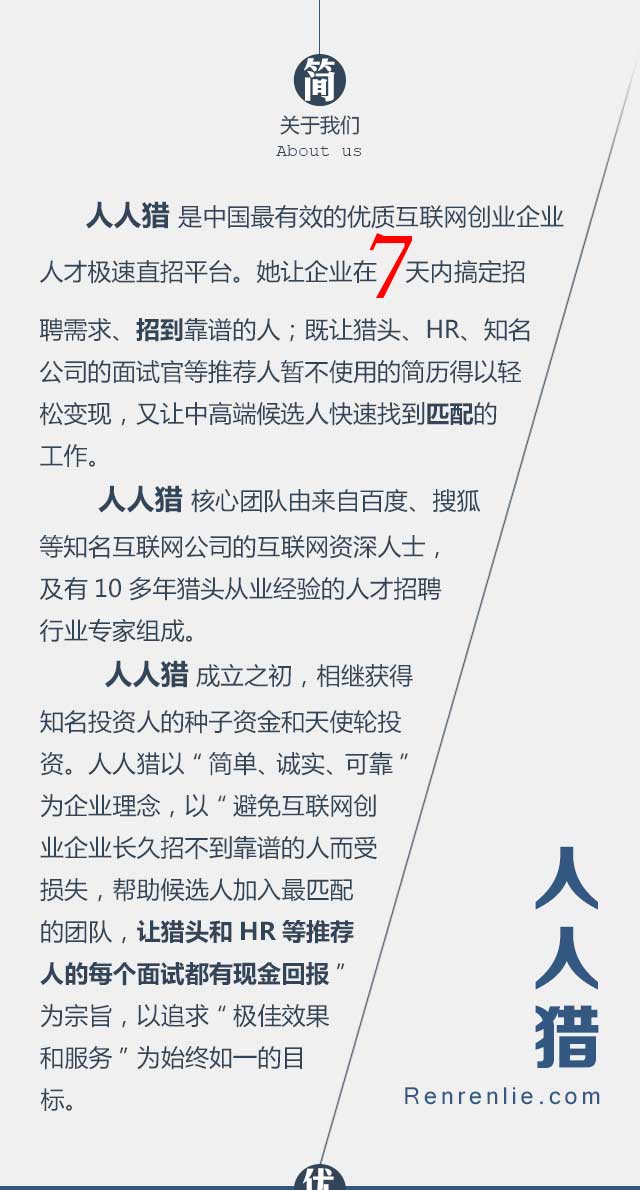 简
关于我们
About us
人人猎 是中国最有效的优质互联网创业企业
人才极速直招平台。她让企业在7天内搞定招
聘需求、招到靠谱的人；既让猎头、HR、知名
公司的面试官等推荐人暂不使用的简历得以轻
松变现，又让中高端候选人快速找到匹配的
工作。
人人猎 核心团队由来自百度、搜狐
等知名互联网公司的互联网资深人士，
及有 10 多年猎头从业经验的人才招聘
行业专家组成。
人人猎 成立之初，相继获得
知名投资人的种子资金和天使轮投
资。人人猎以“ 简单、诚实、可靠 ”
为企业理念，以“ 避免互联网创
业企业长久招不到靠谱的人而受
损失，帮助候选人加入最匹配
的团队，让猎头和 HR 等推荐
人的每个面试都有现金回报 ”
为宗旨，以追求“ 极佳效果
和服务 ”为始终如一的目
标。
人人猎
Renrenlie.com
优